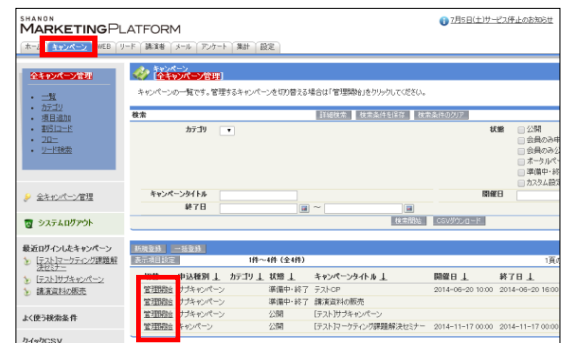 SHANON
MARKETINGPLATFORM
7月5日(土)サービス停止のお知らせ
ホーム キャンペーン WEB リード 講演者 メール アンケート 集計 設定
全キャンペーン管理
・ 一覧
・ カテゴリ
・ 項目追加
・ 割引コード
・ フロー
・ リード検索
全キャンペーン管理
システムログアウト
最近ログインしたキャンペーン
[テスト]マーケティング課題解決セミナー
[テスト]サブキャンペーン
講演資料の販売
よく使う検索条件
クイックCSV
キャンペーン
[全キャンペーン管理]
キャンペーンの一覧です。管理するキャンペーンを切り替える場合は「管理開始」をクリックしてください。
検索 詳細検索 検索条件を保存 検索条件のクリア
カテゴリ 状態 公開
会員のみ
会員のみ公
ポータルペー
準備中・終
カスタム設定
キャンペーンタイトル 開催日
終了日 ～
検索開始 CSVダウンロード
新規登録 一括登録
表示項目設定 1件～4件 (全4件)
申込種別 カテゴリ 状態 キャンペーンタイトル 開催日 終了日
管理開始 サブキャンペーン 準備中・終了 テストCP 2014-06-20 10:00 2014-06-20 16:00
管理開始 サブキャンペーン 準備中・終了 講演資料の販売
管理開始 サブキャンペーン 公開 [テスト]サブキャンペーン
管理開始 キャンペーン 公開 [テスト]マーケティング課題解決セミナー 2014-11-17 00:00 2014-11-17 00:00